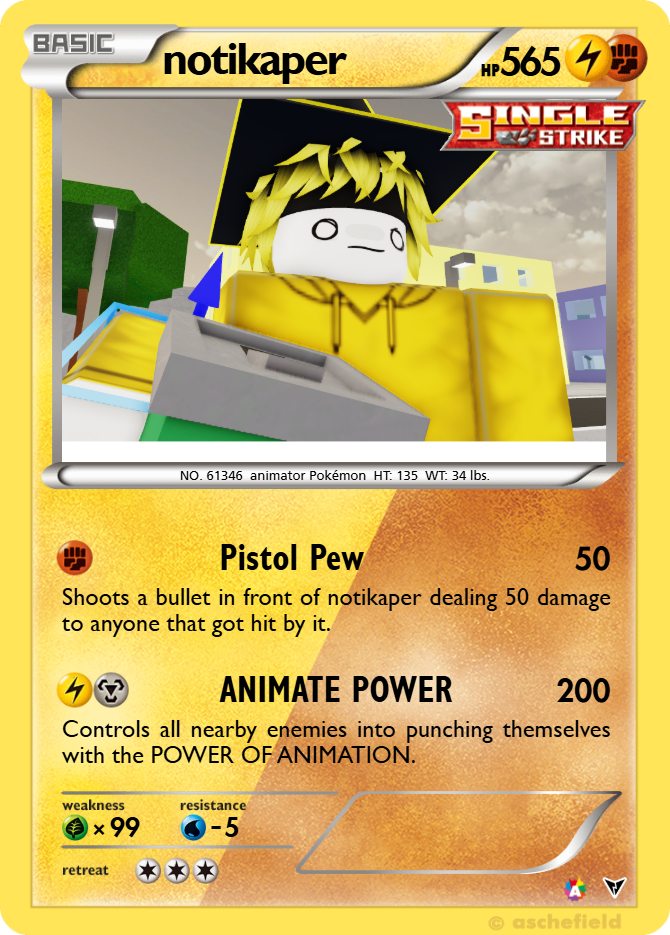 BASIC
notikaper
HP565
SINGLE
STRIKE
NO. 61346 animator Pokémon HT: 135 WT: 34 lbs.
Pistol Pew 50
Shoots a bullet in front of notikaper dealing 50 damage
to anyone that got hit by it.
ANIMATE POWER 200
Controls all nearby enemies into punching themselves
with the POWER OF ANIMATION.
weakness resistance
×99 -5
retreat
A
© aschefield